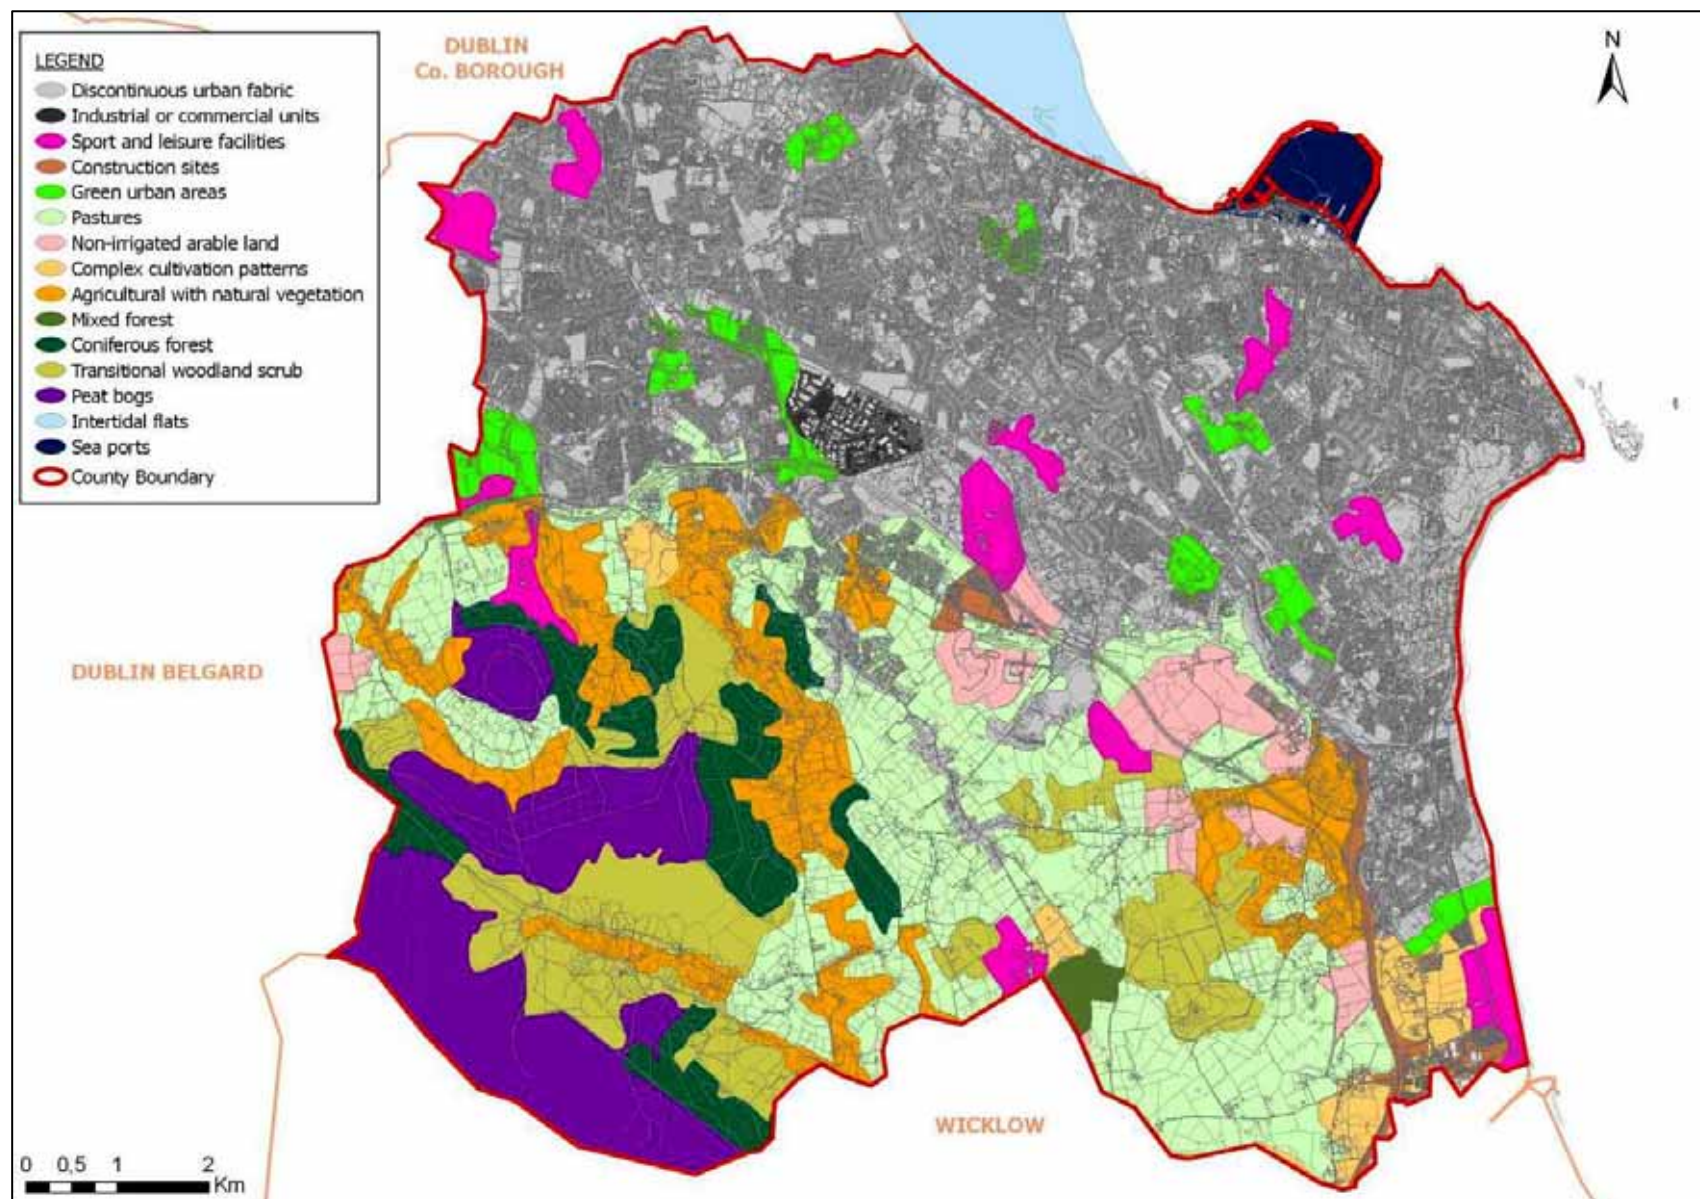 DUBLIN
Co. BOROUGH
N
LEGEND
Discontinuous urban fabric
Industrial or commercial units
Sport and leisure facilities
Construction sites
Green urban areas
Pastures
Non-irrigated arable land
Complex cultivation patterns
Agricultural with natural vegetation
Mixed forest
Coniferous forest
Transitional woodland scrub
Peat bogs
Intertidal flats
Sea ports
County Boundary
DUBLIN BELGARD
WICKLOW
0 0,5 1 2
Km